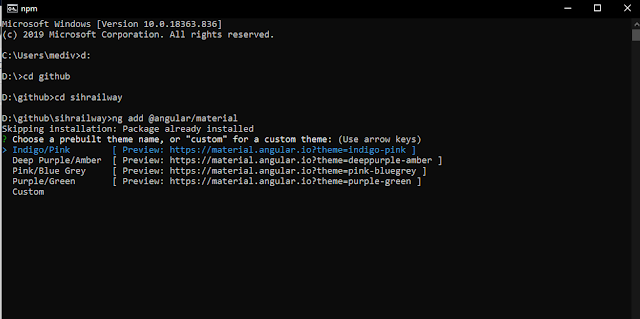 npm
Microsoft Windows [Version 10.0.18363.836]
(c) 2019 Microsoft Corporation. All rights reserved.
C:\Users\mediv>d:
D:\>cd github
D:\github>cd sihrailway
D:\github\sihrailway>ng add @angular/material
Skipping installation: Package already installed
? Choose a prebuilt theme name, or "custom" for a custom theme: (Use arrow keys)
> Indigo/Pink [ Preview: https://material.angular.io?theme=indigo-pink ]
Deep Purple/Amber [ Preview: https://material.angular.io?theme=deeppurple-amber ]
Pink/Blue Grey [ Preview: https://material.angular.io?theme=pink-bluegrey ]
Purple/Green [ Preview: https://material.angular.io?theme=purple-green ]
Custom